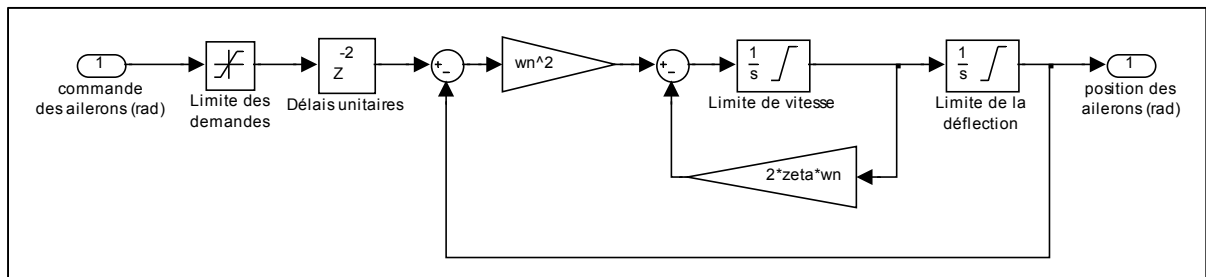 1
commande
des ailerons (rad)
Limite des
demandes
-2
Z
Délais unitaires
+
-
wn^2
+
-
1
s
Limite de vitesse
2*zeta*wn
1
s
Limite de la
déflection
1
position des
ailerons (rad)